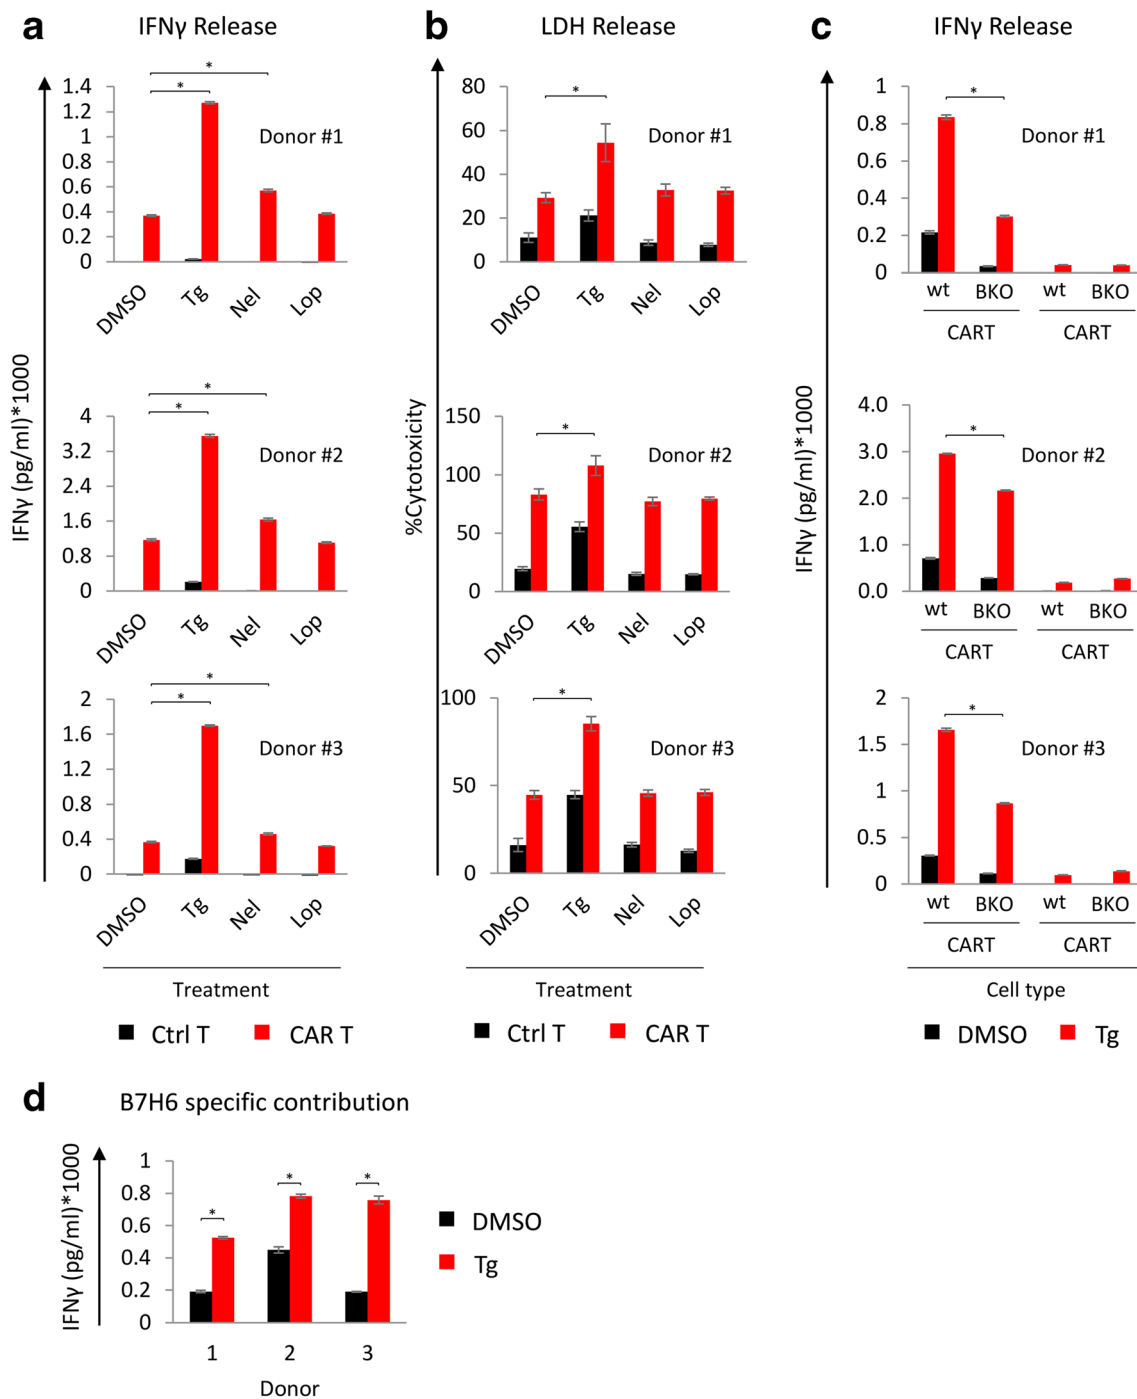 a IFNγ Release
IFNγ (pg/ml)*1000
1.4
1.2
1
0.8
0.6
0.4
0.2
0
* *
Donor #1
DMSO Tg Nel Lop
4
3.2
2.4
1.6
0.8
0
* *
Donor #2
DMSO Tg Nel Lop
2
1.6
1.2
0.8
0.4
0
* *
Donor #3
DMSO Tg Nel Lop
Treatment
Ctrl T CAR T
b LDH Release
%Cytotoxicity
80
60
40
20
0
*
Donor #1
DMSO Tg Nel Lop
150
100
50
0
*
Donor #2
DMSO Tg Nel Lop
100
50
0
*
Donor #3
DMSO Tg Nel Lop
Treatment
Ctrl T CAR T
c IFNγ Release
IFNγ (pg/ml)*1000
1
0.8
0.6
0.4
0.2
0
*
Donor #1
wt BKO wt BKO
CART CART
4.0
3.0
2.0
1.0
0.0
*
Donor #2
wt BKO wt BKO
CART CART
2
1.5
1
0.5
0
*
Donor #3
wt BKO wt BKO
CART CART
Cell type
DMSO Tg
d B7H6 specific contribution
IFNγ (pg/ml)*1000
1
0.8
0.6
0.4
0.2
0
* * *
1 2 3
Donor
DMSO
Tg